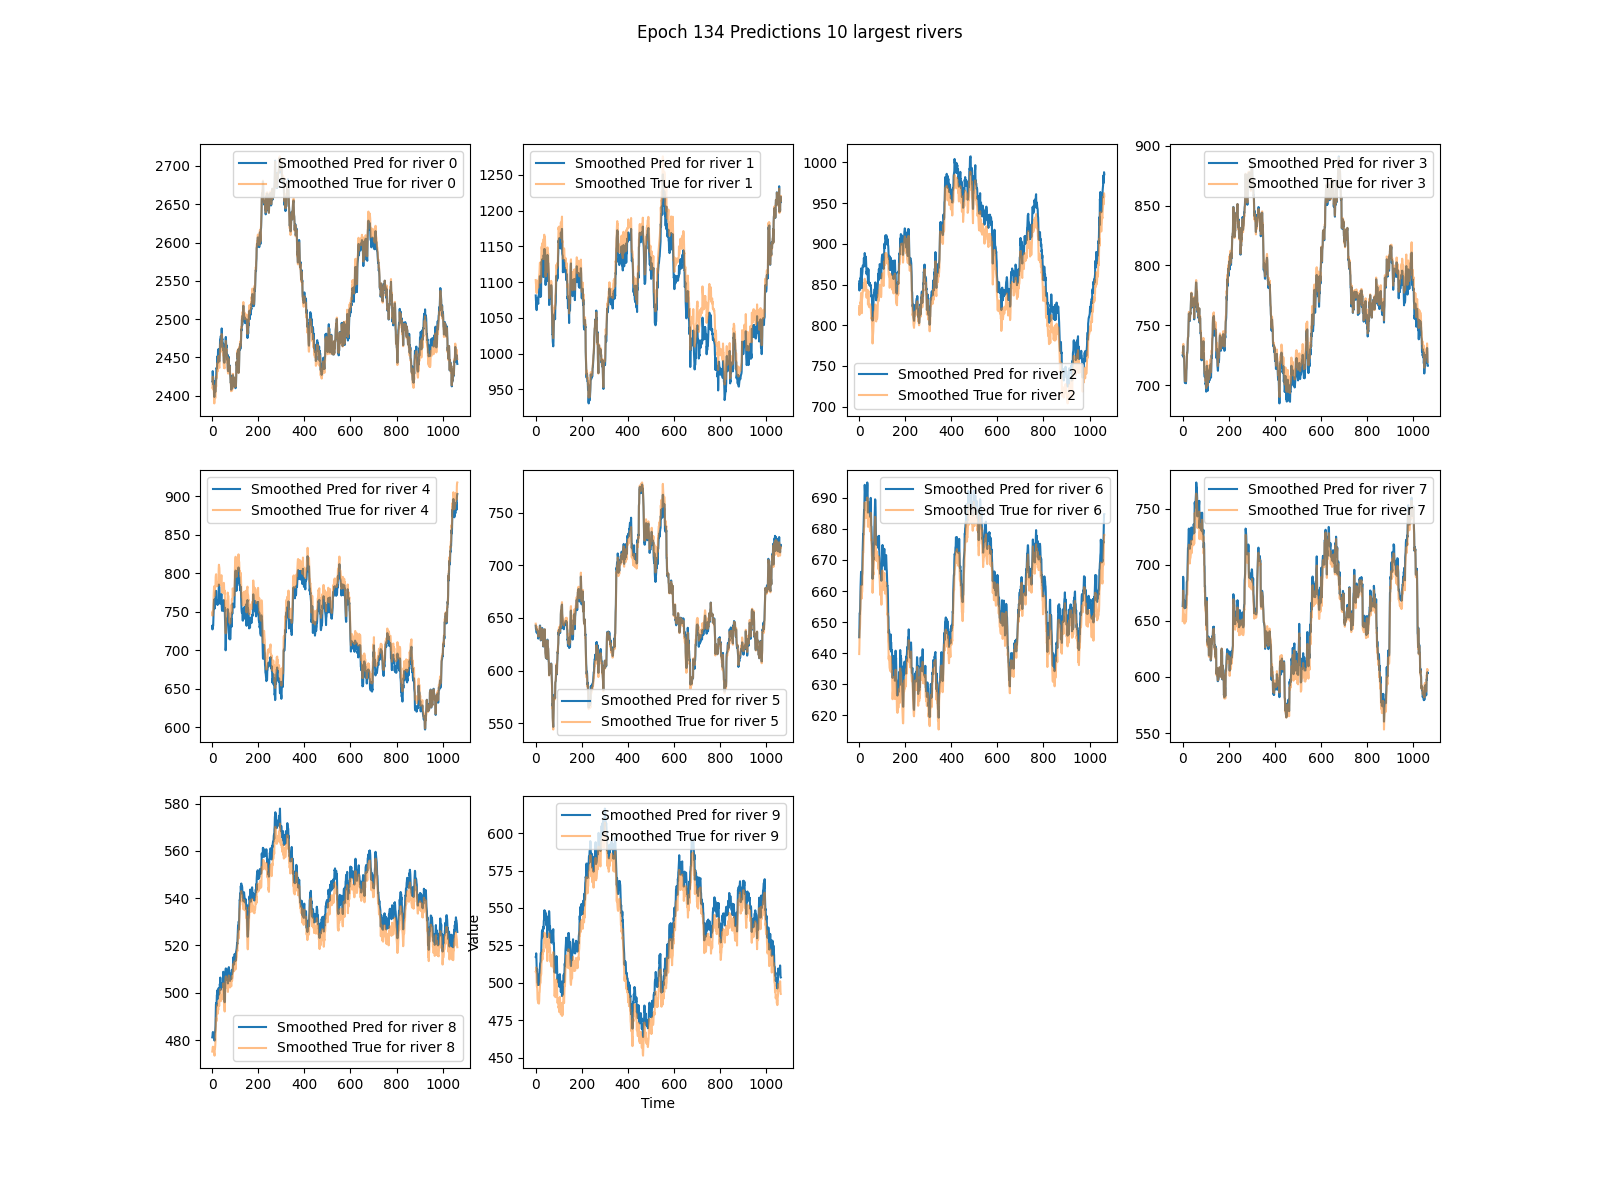 Epoch 134 Predictions 10 largest rivers
2700
2650
2600
2550
2500
2450
2400
0 200 400 600 800 1000
Smoothed Pred for river 0
Smoothed True for river 0
1250
1200
1150
1100
1050
1000
950
0 200 400 600 800 1000
Smoothed Pred for river 1
Smoothed True for river 1
1000
950
900
850
800
750
700
0 200 400 600 800 1000
Smoothed Pred for river 2
Smoothed True for river 2
900
850
800
750
700
0 200 400 600 800 1000
Smoothed Pred for river 3
Smoothed True for river 3
900
850
800
750
700
650
600
0 200 400 600 800 1000
Smoothed Pred for river 4
Smoothed True for river 4
750
700
650
600
550
0 200 400 600 800 1000
Smoothed Pred for river 5
Smoothed True for river 5
690
680
670
660
650
640
630
620
0 200 400 600 800 1000
Smoothed Pred for river 6
Smoothed True for river 6
750
700
650
600
550
0 200 400 600 800 1000
Smoothed Pred for river 7
Smoothed True for river 7
580
560
540
520
500
480
0 200 400 600 800 1000
Smoothed Pred for river 8
Smoothed True for river 8
Value
600
575
550
525
500
475
450
0 200 400 600 800 1000
Time
Smoothed Pred for river 9
Smoothed True for river 9